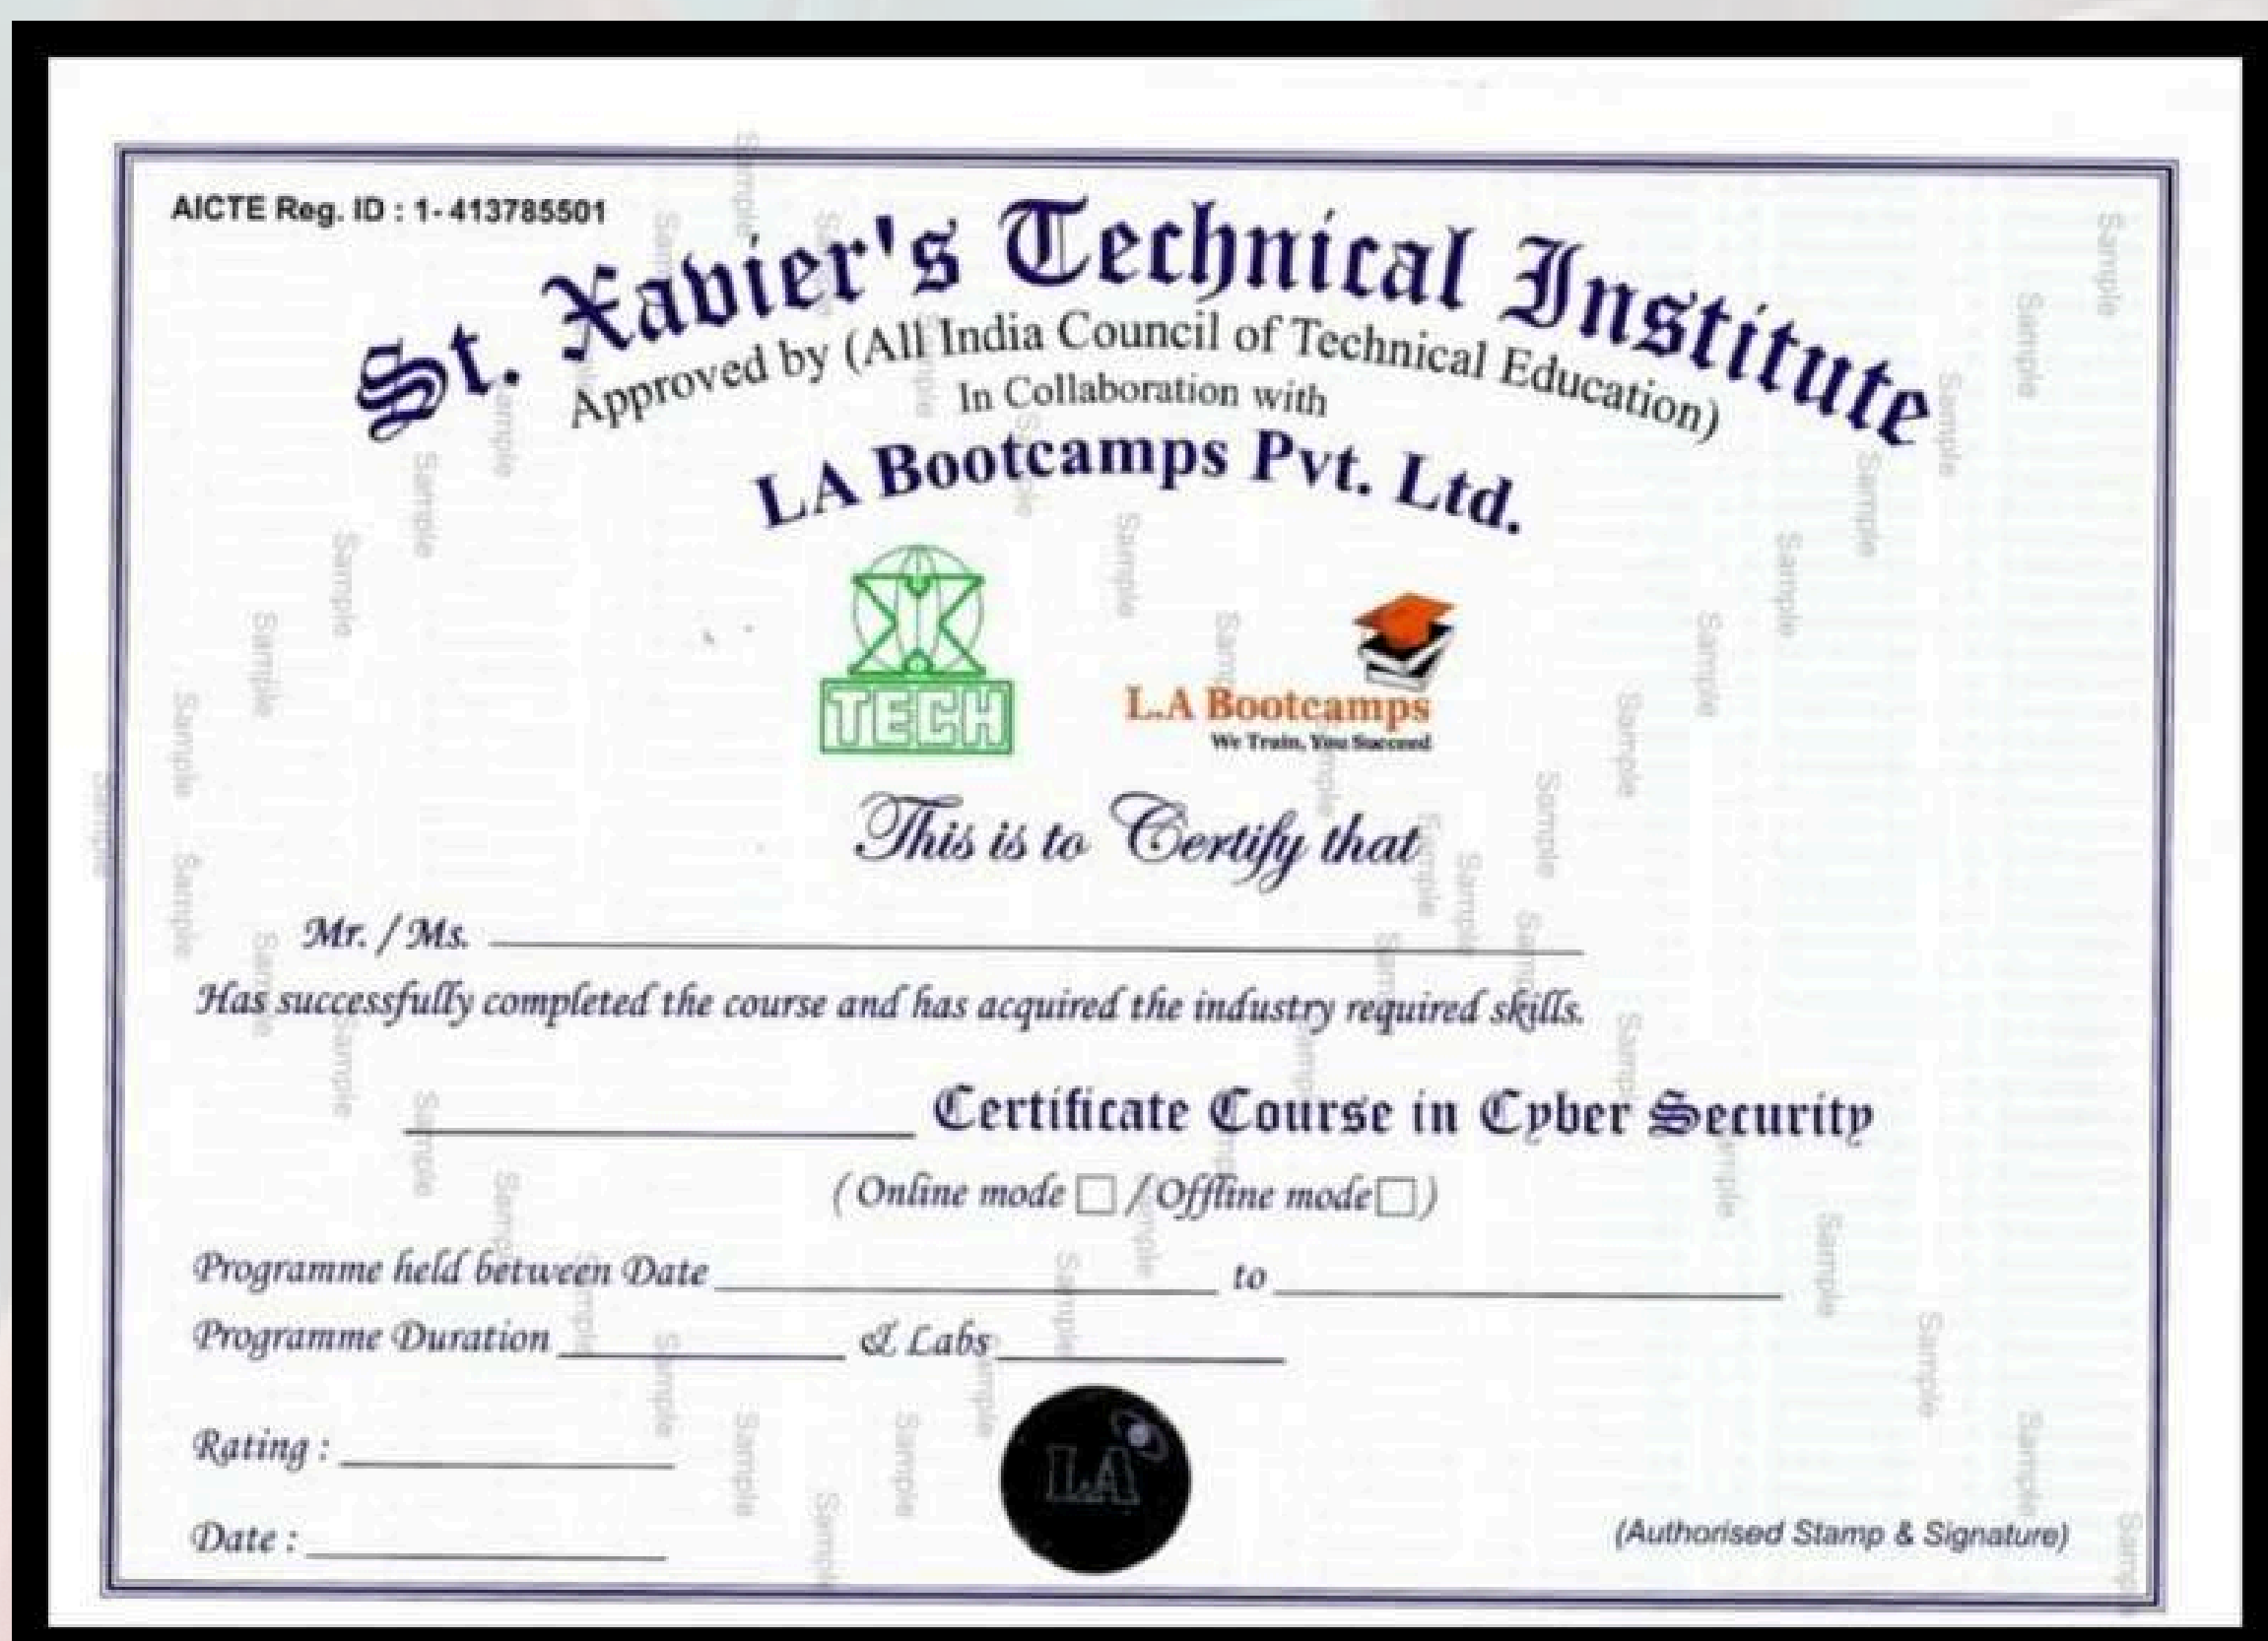 AICTE Reg. ID : 1-413785501
St. Xavier's Technical Institute
Approved by (All India Council of Technical Education)
In Collaboration with
LA Bootcamps Pvt. Ltd.
TECH
L.A Bootcamps
We Train, You Succeed
This is to Certify that
Mr. / Ms.
Has successfully completed the course and has acquired the industry required skills.
Certificate Course in Cyber Security
( Online mode / Offline mode )
Programme held between Date to
Programme Duration & Labs
Rating :
LA
Date :
(Authorised Stamp & Signature)
Sample